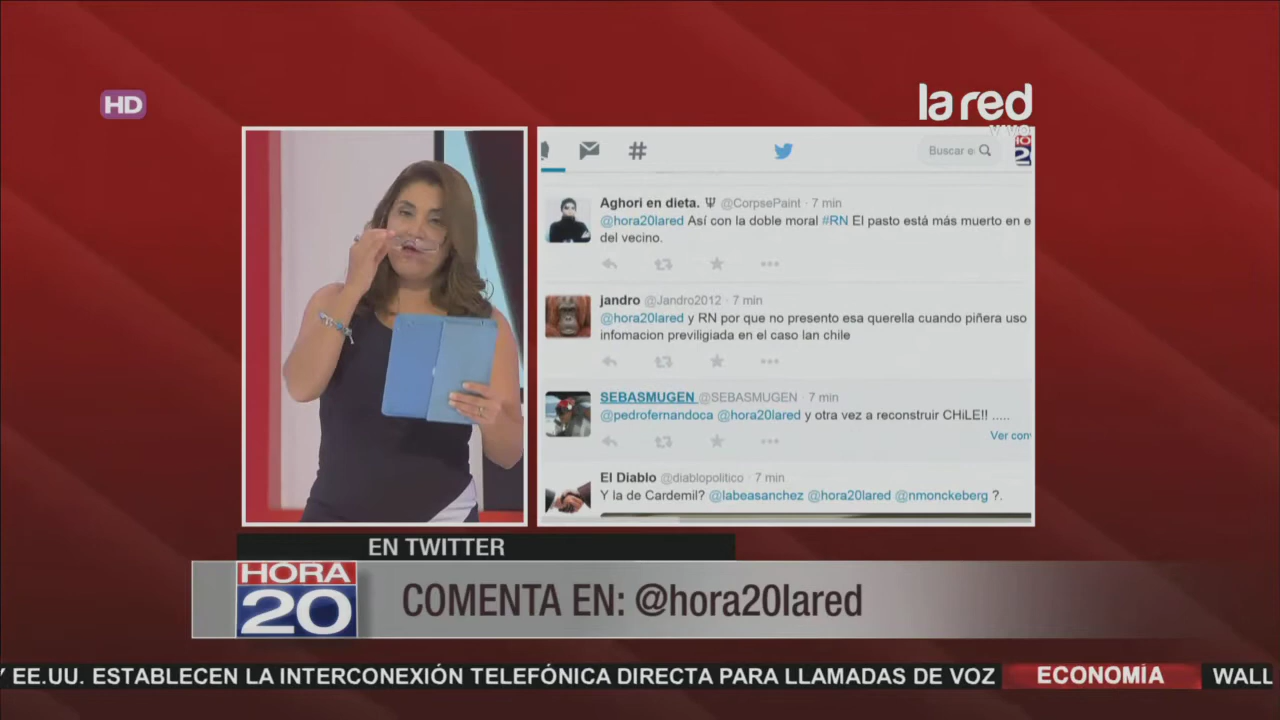 HD
la red
VIVO
#
Buscar e
HORA
2
Aghori en dieta. Ψ @CorpsePaint · 7 min
@hora20lared Así con la doble moral #RN El pasto está más muerto en e
del vecino.
jandro @Jandro2012 · 7 min
@hora20lared y RN por que no presento esa querella cuando piñera uso
infomacion previligiada en el caso lan chile
SEBASMUGEN @SEBASMUGEN · 7 min
@pedrofernandoca @hora20lared y otra vez a reconstruir CHiLE!! .....
Ver conv
El Diablo @diablopolitico · 7 min
Y la de Cardemil? @labeasanchez @hora20lared @nmonckeberg ?.
EN TWITTER
HORA
20
COMENTA EN: @hora20lared
Y EE.UU. ESTABLECEN LA INTERCONEXIÓN TELEFÓNICA DIRECTA PARA LLAMADAS DE VOZ ECONOMÍA WALL